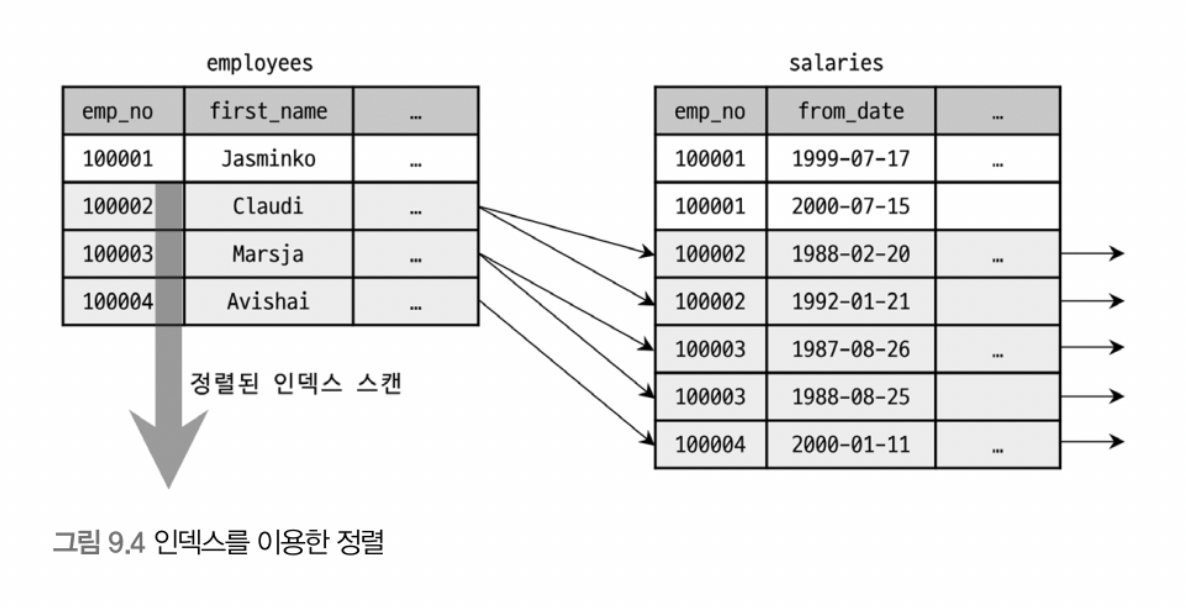 employees
emp_no first_name …
100001 Jasminko …
100002 Claudi …
100003 Marsja …
100004 Avishai …
정렬된 인덱스 스캔
salaries
emp_no from_date …
100001 1999-07-17 …
100001 2000-07-15
100002 1988-02-20 …
100002 1992-01-21
100003 1987-08-26 …
100003 1988-08-25
100004 2000-01-11 …
그림 9.4 인덱스를 이용한 정렬